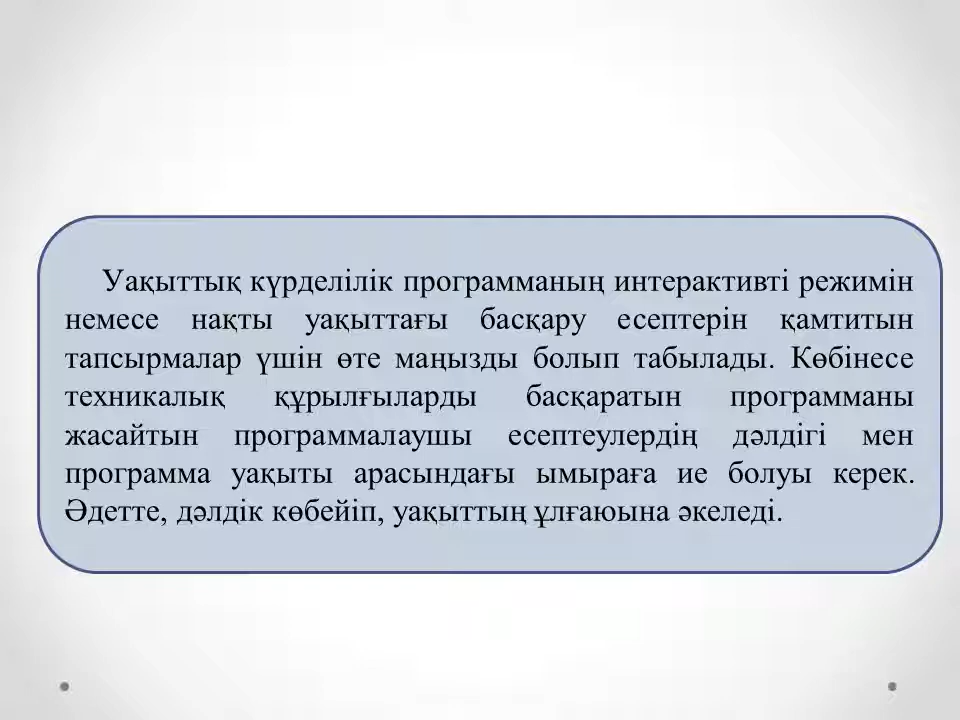 Уақыттық күрделілік программаның интерактивті режимін
немесе нақты уақыттағы басқару есептерін қамтитын
тапсырмалар үшін өте маңызды болып табылады. Көбінесе
техникалық құрылғыларды басқаратын программаны
жасайтын программалаушы есептеулердің дәлдігі мен
программа уақыты арасындағы ымыраға ие болуы керек.
Әдетте, дәлдік көбейіп, уақыттың ұлғаюына әкеледі.